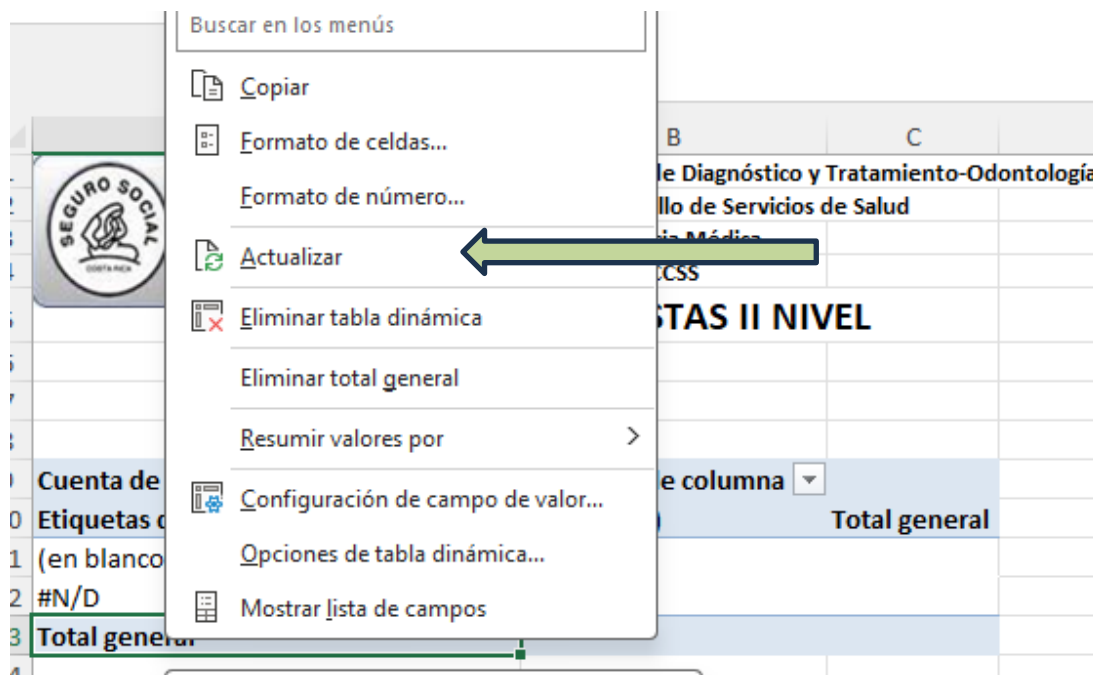 Buscar en los menús
Copiar
Formato de celdas...
Formato de número...
Actualizar
Eliminar tabla dinámica
Eliminar total general
Resumir valores por
Configuración de campo de valor...
Opciones de tabla dinámica...
Mostrar lista de campos
B C
SEGURO SOCIAL
COSTA RICA
de Diagnóstico y Tratamiento-Odontología
llo de Servicios de Salud
Médica
CCSS
STAS II NIVEL
Cuenta de e columna
Etiquetas Total general
(en blanco
#N/D
Total general